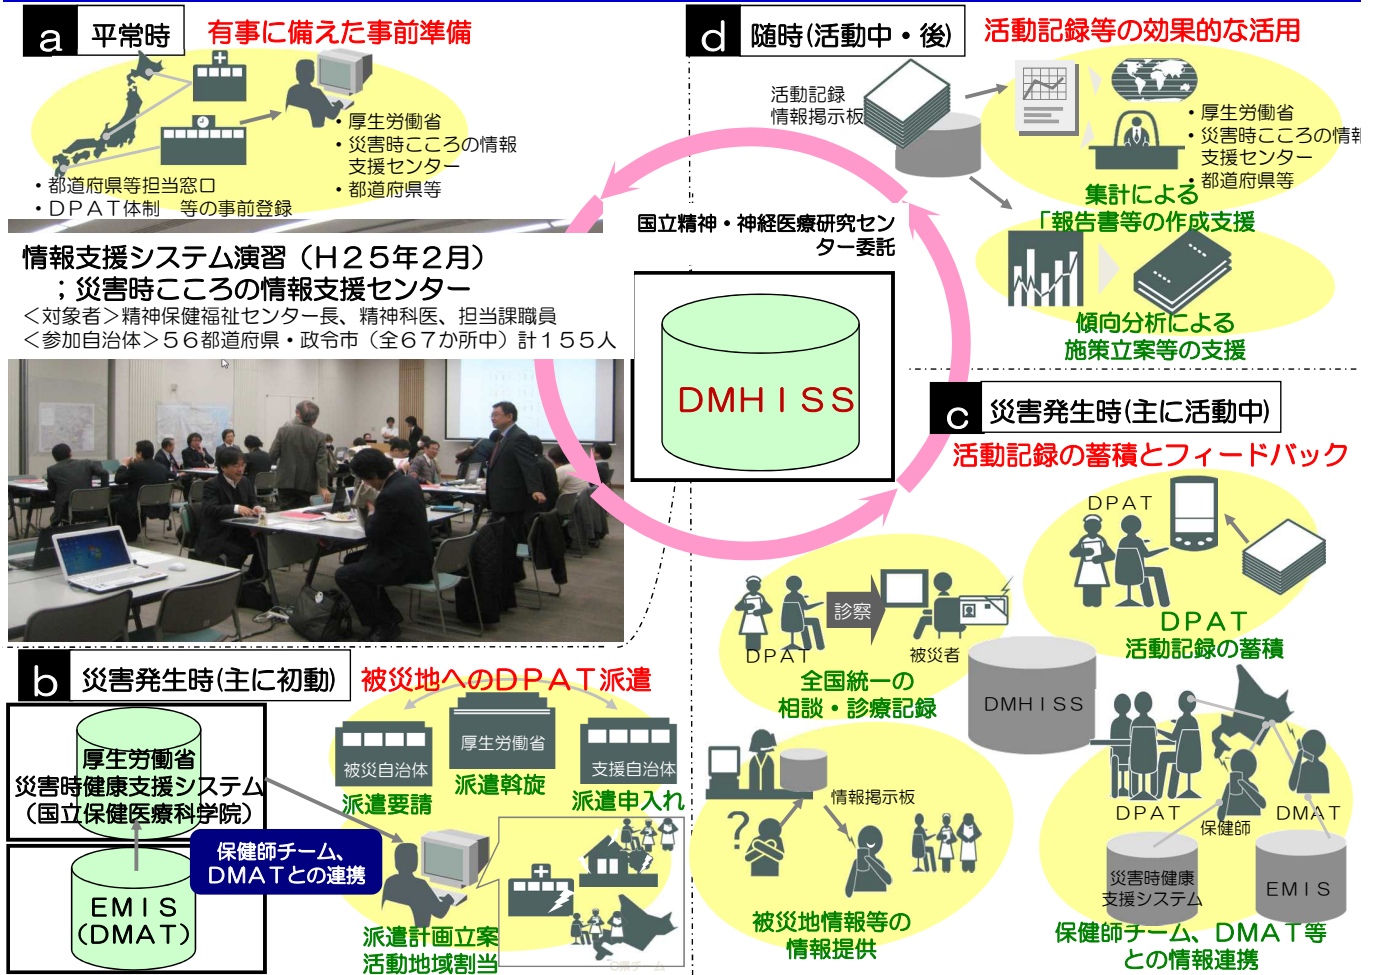 a 平常時
有事に備えた事前準備
・厚生労働省
・災害時こころの情報
支援センター
・都道府県等
・都道府県等担当窓口
・ＤＰＡＴ体制　等の事前登録
情報支援システム演習（Ｈ２５年２月）
；災害時こころの情報支援センター
＜対象者＞精神保健福祉センター長、精神科医、担当課職員
＜参加自治体＞５６都道府県・政令市（全６７か所中）計１５５人
d 随時(活動中・後)
活動記録等の効果的な活用
活動記録
情報掲示板
・厚生労働省
・災害時こころの情報
支援センター
・都道府県等
集計による
「報告書等の作成支援
傾向分析による
施策立案等の支援
国立精神・神経医療研究セン
ター委託
ＤＭＨＩＳＳ
c 災害発生時(主に活動中)
活動記録の蓄積とフィードバック
ＤＰＡＴ
ＤＰＡＴ
活動記録の蓄積
診察
ＤＰＡＴ
被災者
全国統一の
相談・診療記録
ＤＭＨＩＳＳ
情報掲示板
?
被災地情報等の
情報提供
ＤＰＡＴ
保健師
ＤＭＡＴ
災害時健康
支援システム
ＥＭＩＳ
保健師チーム、ＤＭＡＴ等
との情報連携
b 災害発生時(主に初動)
被災地へのＤＰＡＴ派遣
厚生労働省
災害時健康支援システム
（国立保健医療科学院）
保健師チーム、
ＤＭＡＴとの連携
ＥＭＩＳ
(ＤＭＡＴ)
被災自治体
厚生労働省
支援自治体
派遣要請
派遣斡旋
派遣申入れ
派遣計画立案
活動地域割当